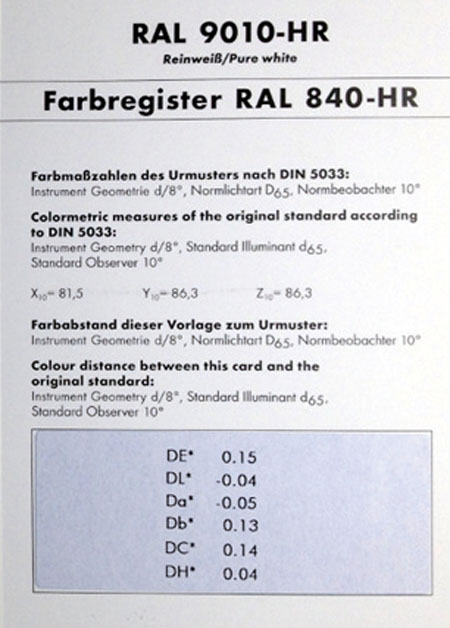 RAL 9010-HR
Reinweiß/Pure white
Farbregister RAL 840-HR
Farbmaßzahlen des Urmusters nach DIN 5033:
Instrument Geometrie d/8°, Normlichtart D65, Normbeobachter 10°
Colormetric measures of the original standard according
to DIN 5033:
Instrument Geometry d/8°, Standard Illuminant d65,
Standard Observer 10°
X10= 81,5 Y10= 86,3 Z10= 86,3
Farbabstand dieser Vorlage zum Urmuster:
Instrument Geometrie d/8°, Normlichtart D65, Normbeobachter 10°
Colour distance between this card and the
original standard:
Instrument Geometry d/8°, Standard Illuminant d65,
Standard Observer 10°
DE* 0.15
DL* -0.04
Da* -0.05
Db* 0.13
DC* 0.14
DH* 0.04